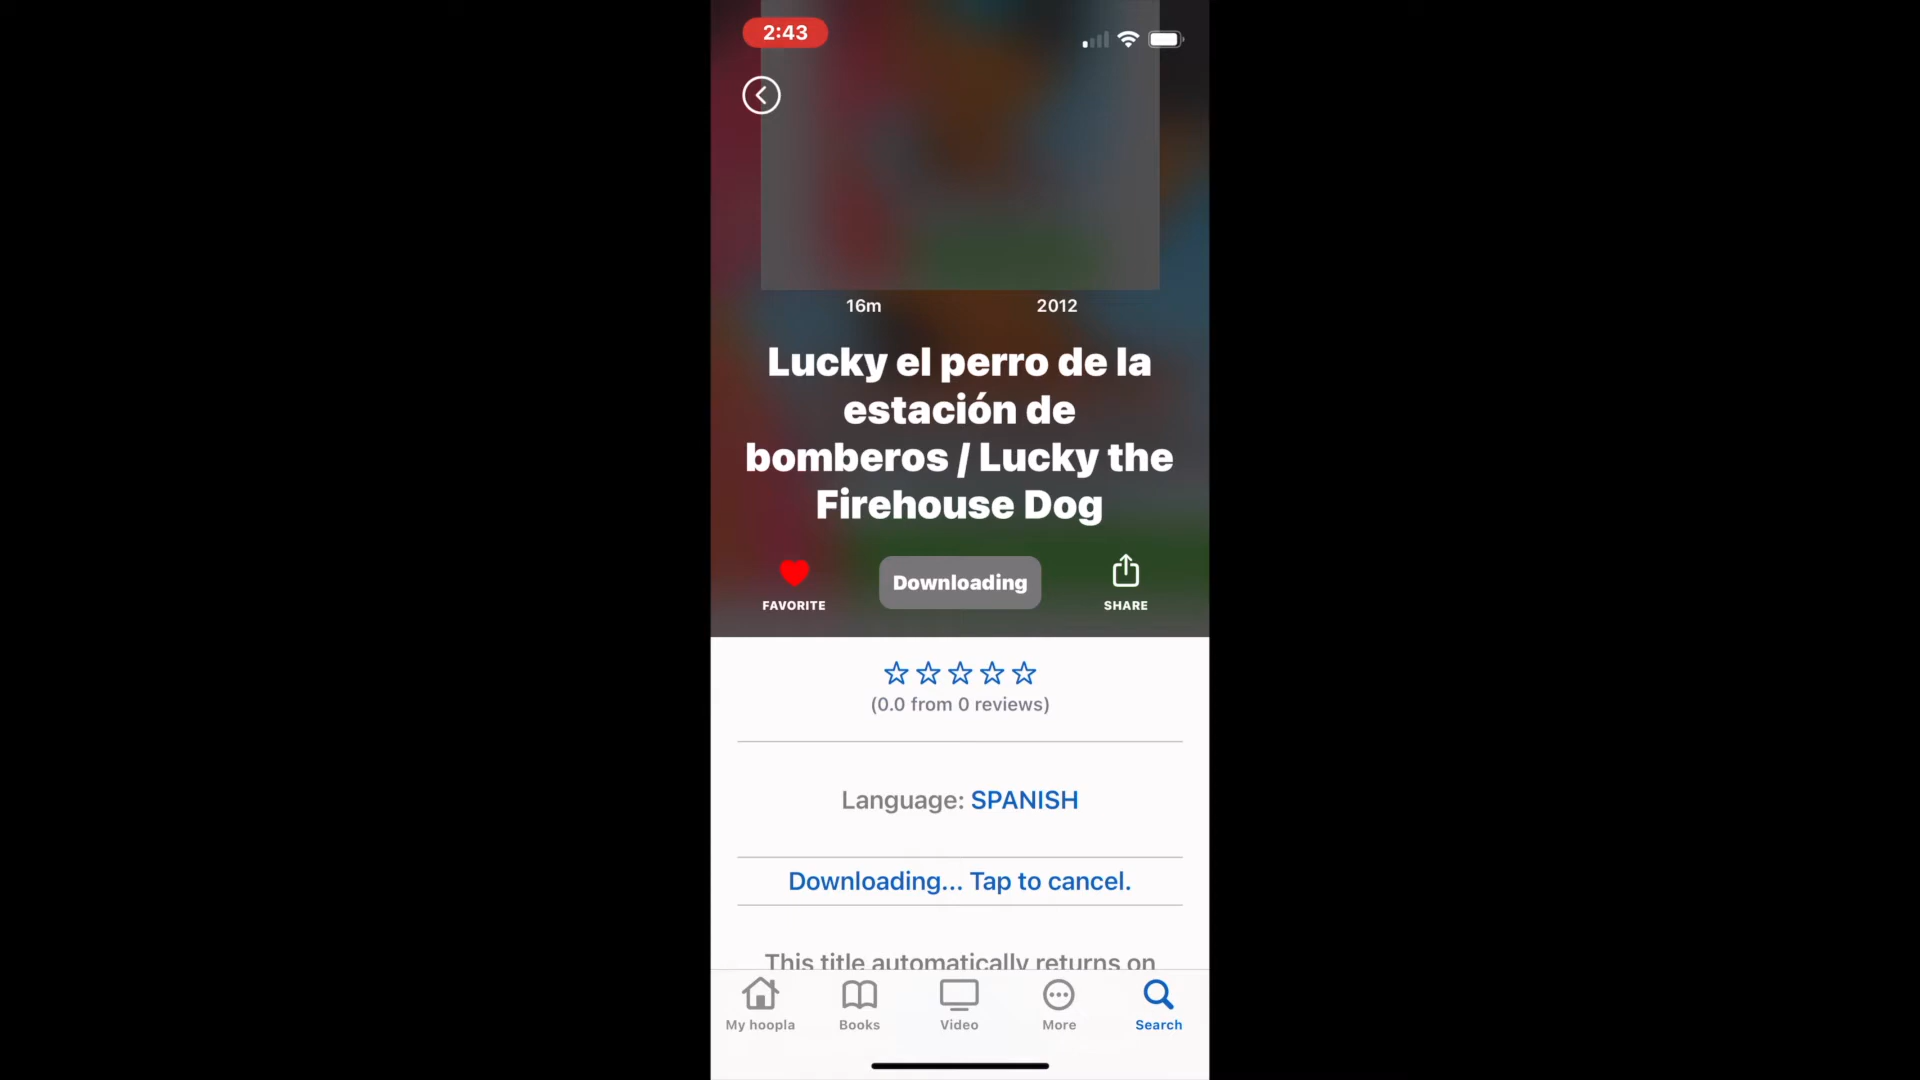 2:43
16m 2012
Lucky el perro de la
estación de
bomberos / Lucky the
Firehouse Dog
FAVORITE Downloading SHARE
(0.0 from 0 reviews)
Language: SPANISH
Downloading... Tap to cancel.
This title automatically returns on
My hoopla Books Video More Search